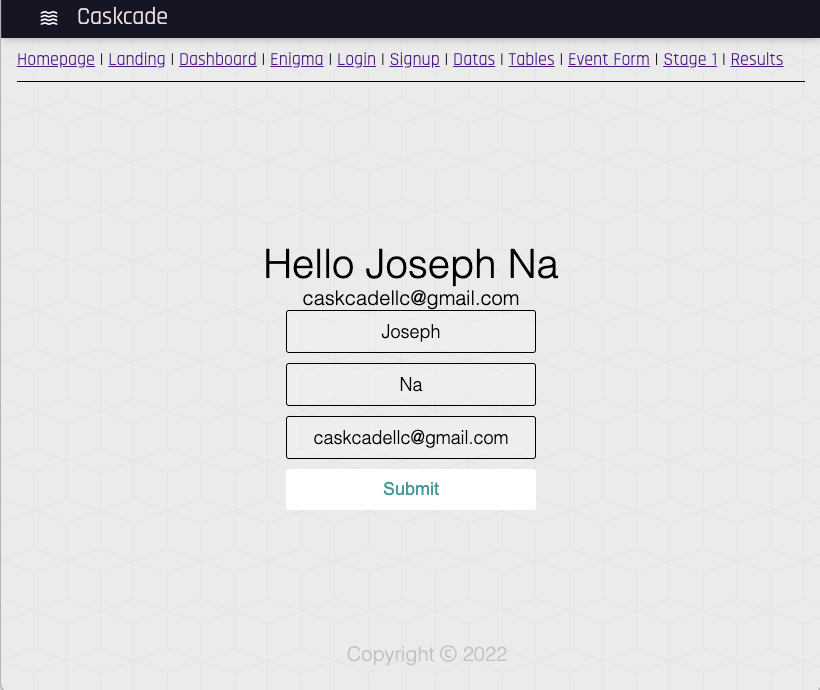 Caskcade
Homepage | Landing | Dashboard | Enigma | Login | Signup | Datas | Tables | Event Form | Stage 1 | Results
Hello Joseph Na
caskcadellc@gmail.com
Joseph
Na
caskcadellc@gmail.com
Submit
Copyright © 2022